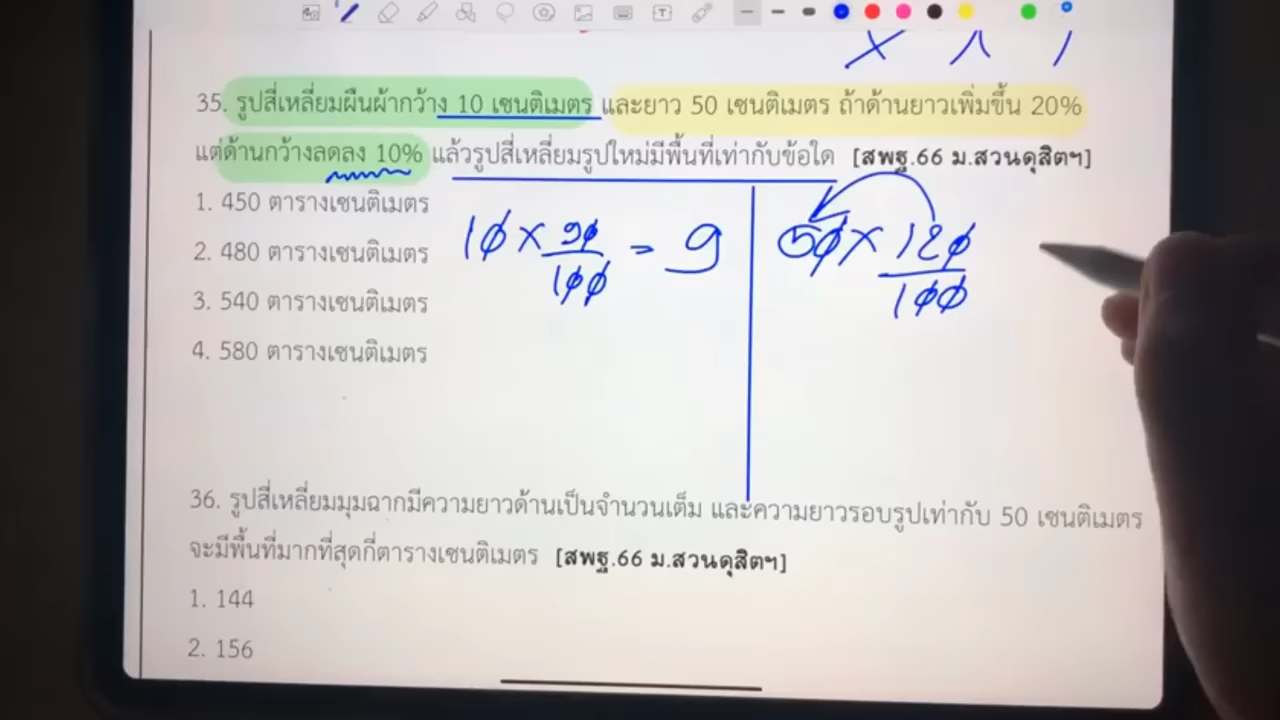 35. รูปสี่เหลี่ยมผืนผ้ากว้าง 10 เซนติเมตร และยาว 50 เซนติเมตร ถ้าด้านยาวเพิ่มขึ้น 20%
แต่ด้านกว้างลดลง 10% แล้วรูปสี่เหลี่ยมรูปใหม่มีพื้นที่เท่ากับข้อใด [สพฐ.66 ม.สวนดุสิตฯ]
1. 450 ตารางเซนติเมตร
2. 480 ตารางเซนติเมตร
3. 540 ตารางเซนติเมตร
4. 580 ตารางเซนติเมตร
10 × 90/100 = 9
50 × 120/100
36. รูปสี่เหลี่ยมมุมฉากมีความยาวด้านเป็นจำนวนเต็ม และความยาวรอบรูปเท่ากับ 50 เซนติเมตร
จะมีพื้นที่มากที่สุดกี่ตารางเซนติเมตร [สพฐ.66 ม.สวนดุสิตฯ]
1. 144
2. 156